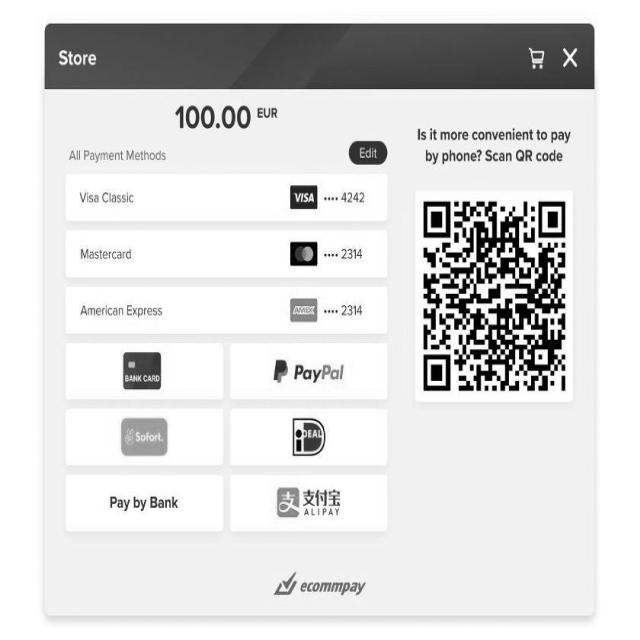 Store
100.00 EUR
All Payment Methods
Edit
Visa Classic
VISA
•••• 4242
Mastercard
•••• 2314
American Express
AMEX
•••• 2314
BANK CARD
PayPal
Sofort.
iDEAL
Pay by Bank
支 支付宝
ALIPAY
Is it more convenient to pay
by phone? Scan QR code
ecommpay